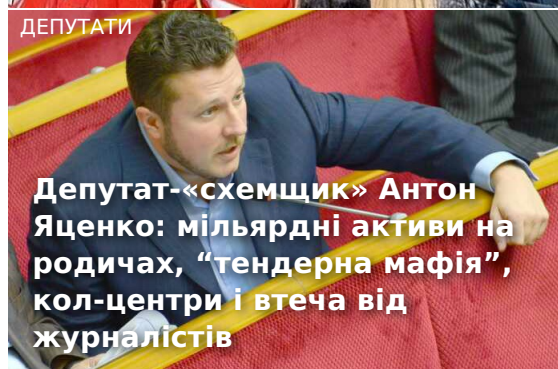 ДЕПУТАТИ
Депутат-«схемщик» Антон
Яценко: мільярдні активи на
родичах, “тендерна мафія”,
кол-центри і втеча від
журналістів